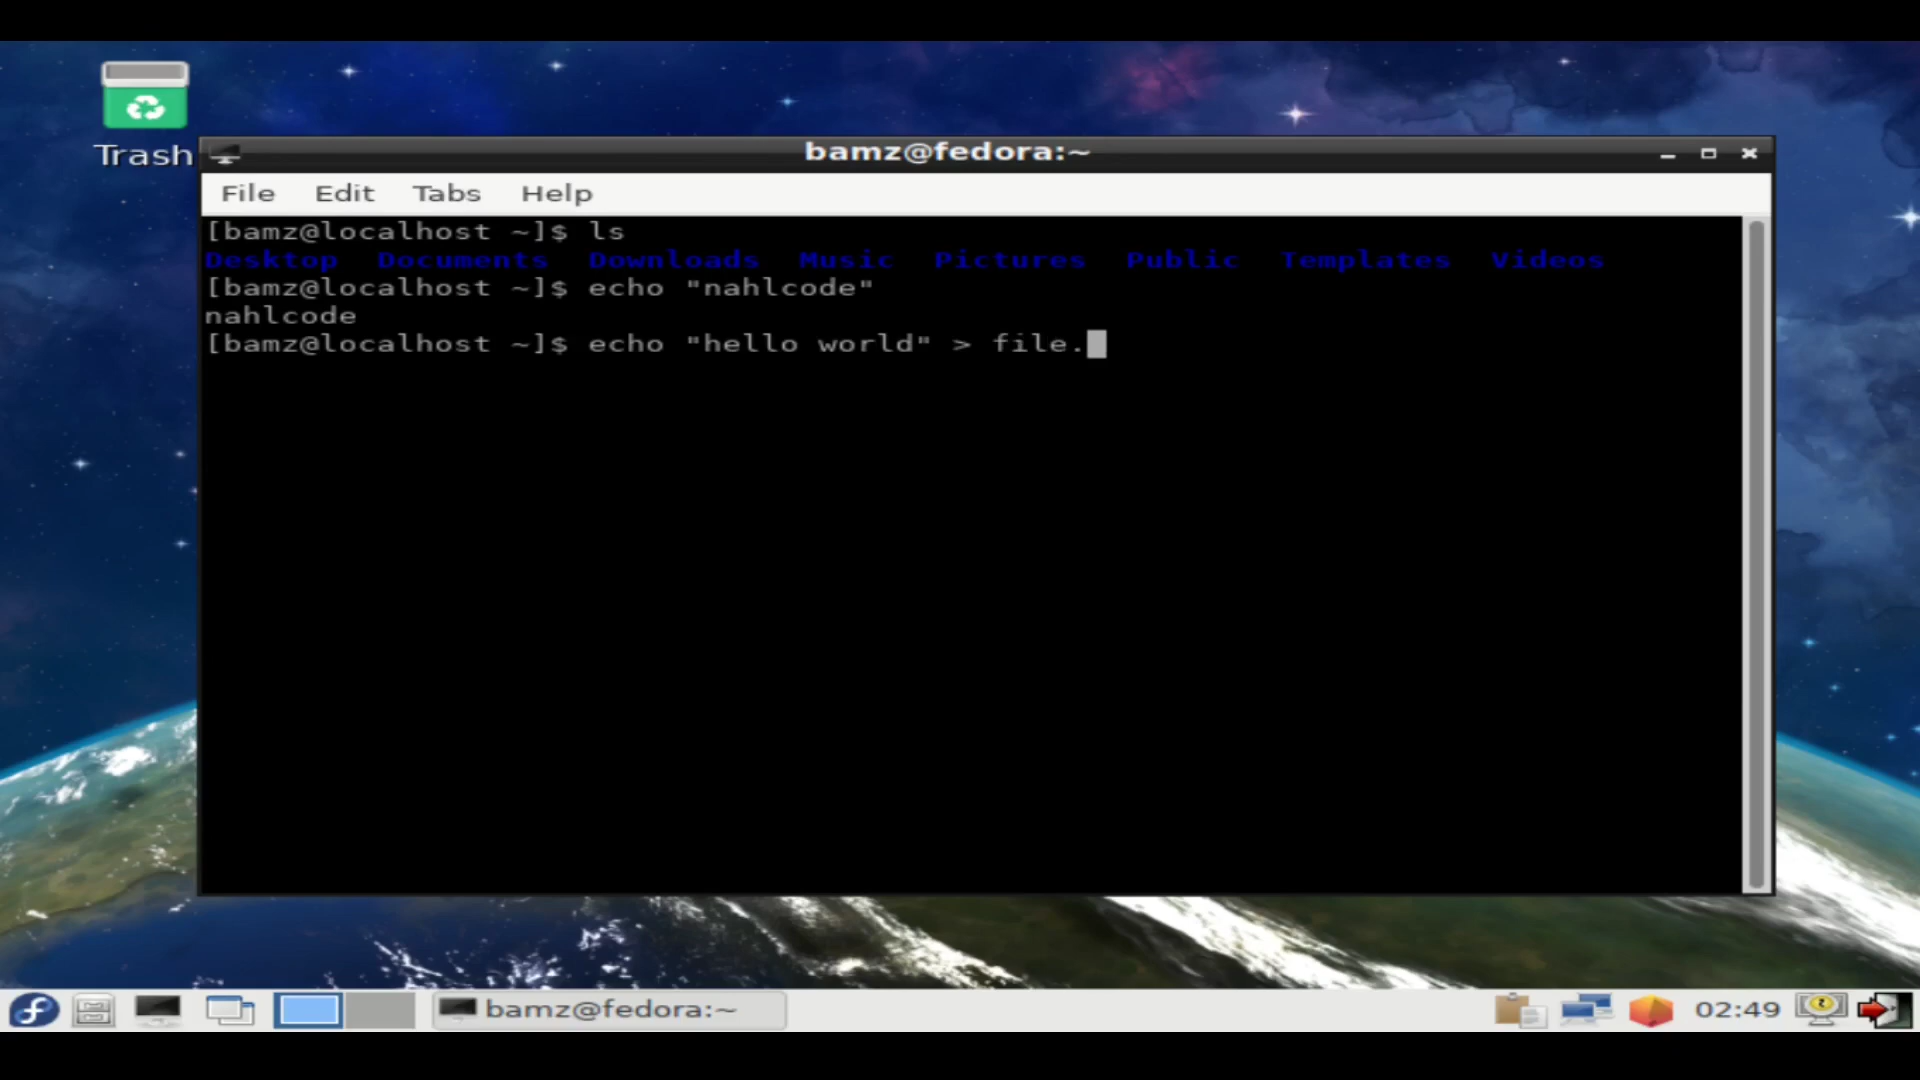 Trash
bamz@fedora:~
File Edit Tabs Help
[bamz@localhost ~]$ ls
Desktop Documents Downloads Music Pictures Public Templates Videos
[bamz@localhost ~]$ echo "nahlcode"
nahlcode
[bamz@localhost ~]$ echo "hello world" > file.
bamz@fedora:~ 02:49